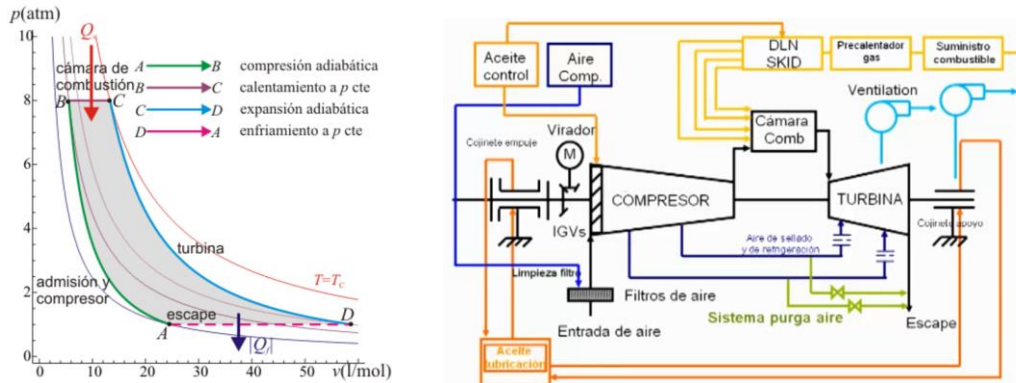 p(atm)
10
8
6
4
2
0
0 10 20 30 40 50
v(l/mol)
Q
cámara de
combustión
B C
A B compresión adiabática
B C calentamiento a p cte
C D expansión adiabática
D A enfriamiento a p cte
turbina
T=T
admisión y
compresor
escape
A
D
Aceite
control
Aire
Comp.
DLN
SKID
Precalentador
gas
Suministro
combustible
Ventilation
Virador
M
Cojinete empuje
Cámara
Comb
COMPRESOR
TURBINA
IGVs
Cojinete apoyo
Aire de sellado
y de refrigeración
Limpieza filtro
Filtros de aire
Sistema purga aire
Entrada de aire
Escape
Aceite
lubricación